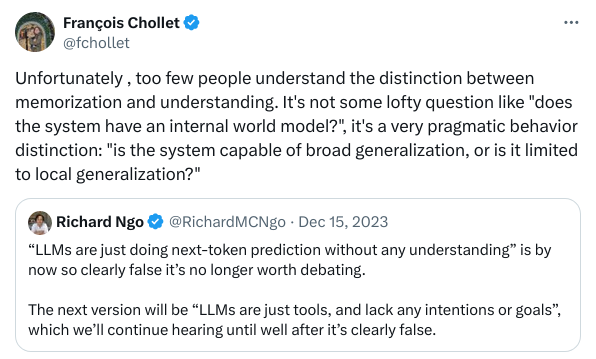 François Chollet
@fchollet
Unfortunately , too few people understand the distinction between
memorization and understanding. It's not some lofty question like "does
the system have an internal world model?", it's a very pragmatic behavior
distinction: "is the system capable of broad generalization, or is it limited
to local generalization?"
Richard Ngo @RichardMCNgo · Dec 15, 2023
“LLMs are just doing next-token prediction without any understanding” is by
now so clearly false it’s no longer worth debating.
The next version will be “LLMs are just tools, and lack any intentions or goals”,
which we’ll continue hearing until well after it’s clearly false.